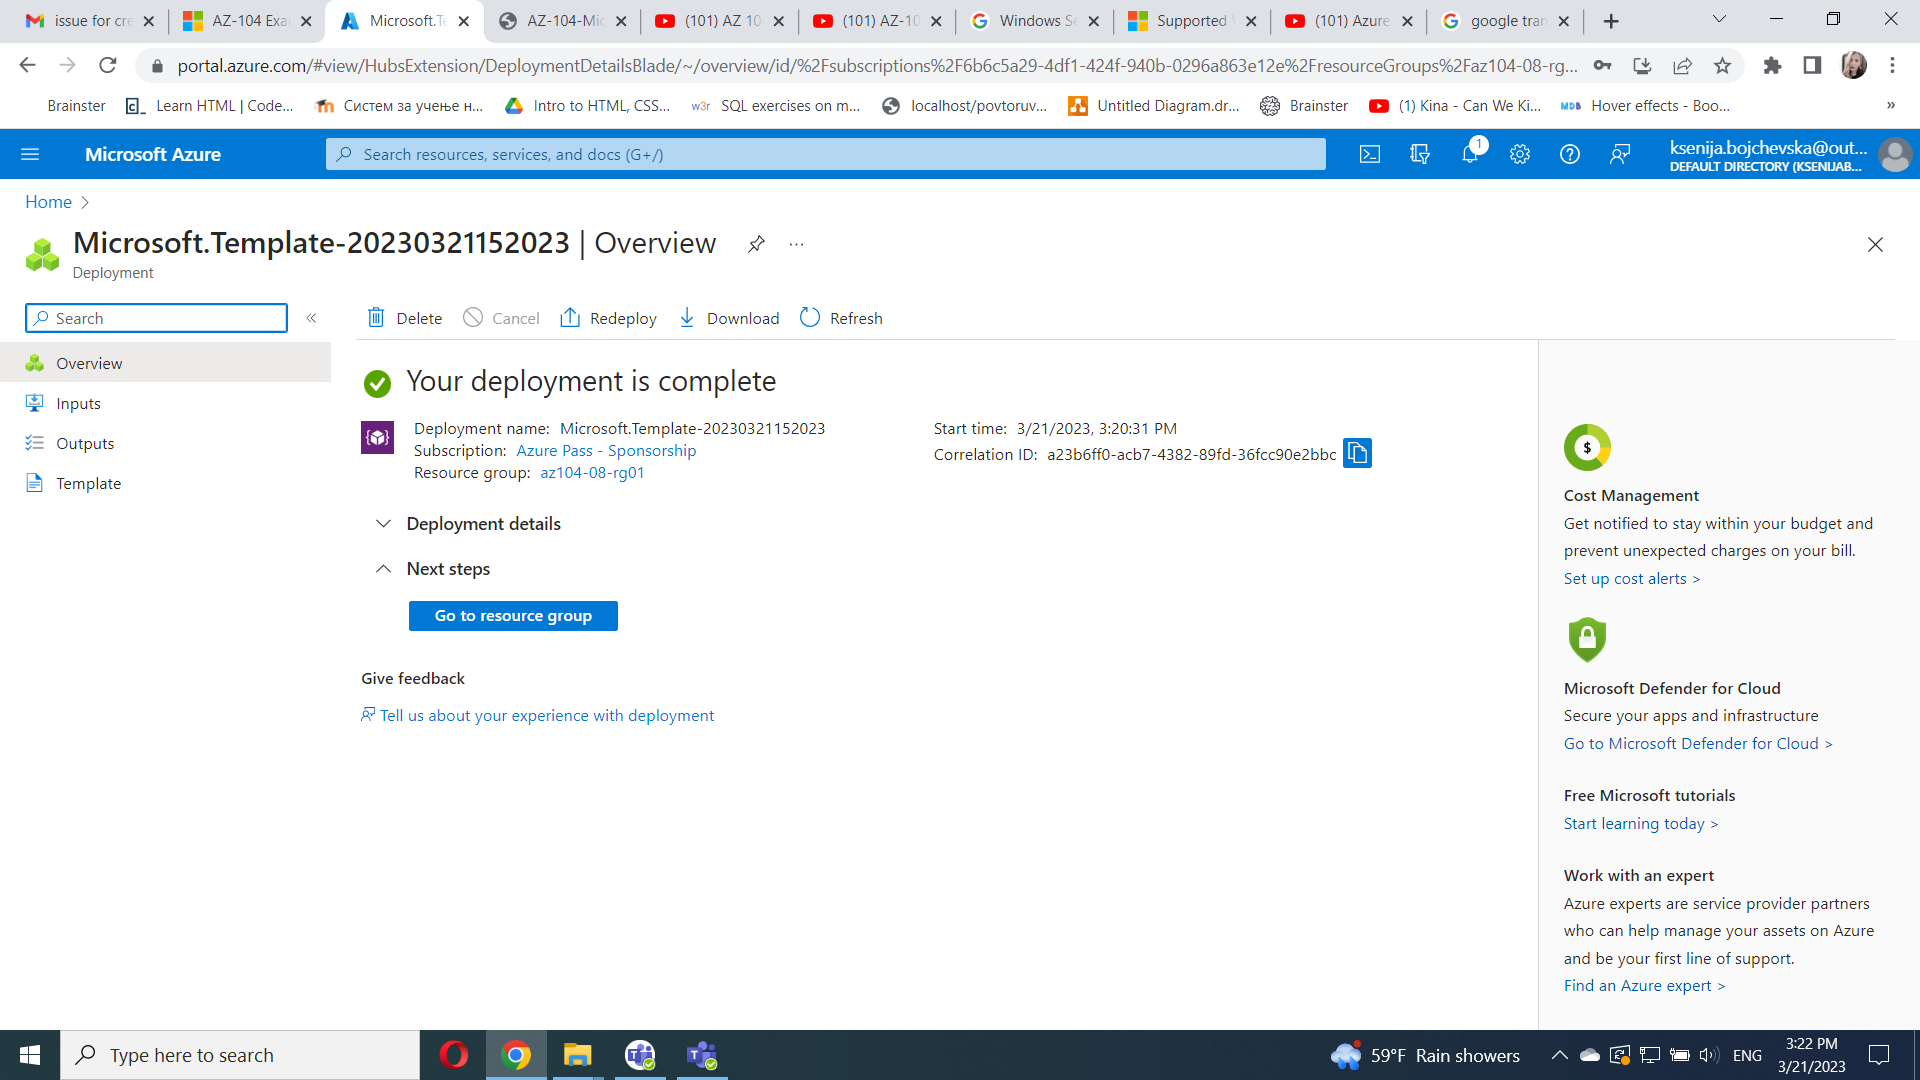 issue for cre
AZ-104 Exa
Microsoft.Te
AZ-104-Mic
(101) AZ 10
(101) AZ-10
Windows Se
Supported
(101) Azure
google tran
portal.azure.com/#view/HubsExtension/DeploymentDetailsBlade/~/overview/id/%2Fsubscriptions%2F6b6c5a29-4df1-424f-940b-0296a863e12e%2FresourceGroups%2Faz104-08-rg...
Brainster
Learn HTML | Code...
Систем за учење н...
Intro to HTML, CSS...
SQL exercises on m...
localhost/povtoruv...
Untitled Diagram.dr...
Brainster
(1) Kina - Can We Ki...
Hover effects - Boo...
»
Microsoft Azure
Search resources, services, and docs (G+/)
1
ksenija.bojchevska@out...
DEFAULT DIRECTORY (KSENIJAB...
Home >
Microsoft.Template-20230321152023 | Overview
Deployment
Search
Overview
Inputs
Outputs
Template
Delete
Cancel
Redeploy
Download
Refresh
Your deployment is complete
Deployment name: Microsoft.Template-20230321152023
Subscription: Azure Pass - Sponsorship
Resource group: az104-08-rg01
Start time: 3/21/2023, 3:20:31 PM
Correlation ID: a23b6ff0-acb7-4382-89fd-36fcc90e2bbc
Deployment details
Next steps
Go to resource group
Give feedback
Tell us about your experience with deployment
Cost Management
Get notified to stay within your budget and
prevent unexpected charges on your bill.
Set up cost alerts >
Microsoft Defender for Cloud
Secure your apps and infrastructure
Go to Microsoft Defender for Cloud >
Free Microsoft tutorials
Start learning today >
Work with an expert
Azure experts are service provider partners
who can help manage your assets on Azure
and be your first line of support.
Find an Azure expert >
Type here to search
59°F Rain showers
ENG
3:22 PM
3/21/2023